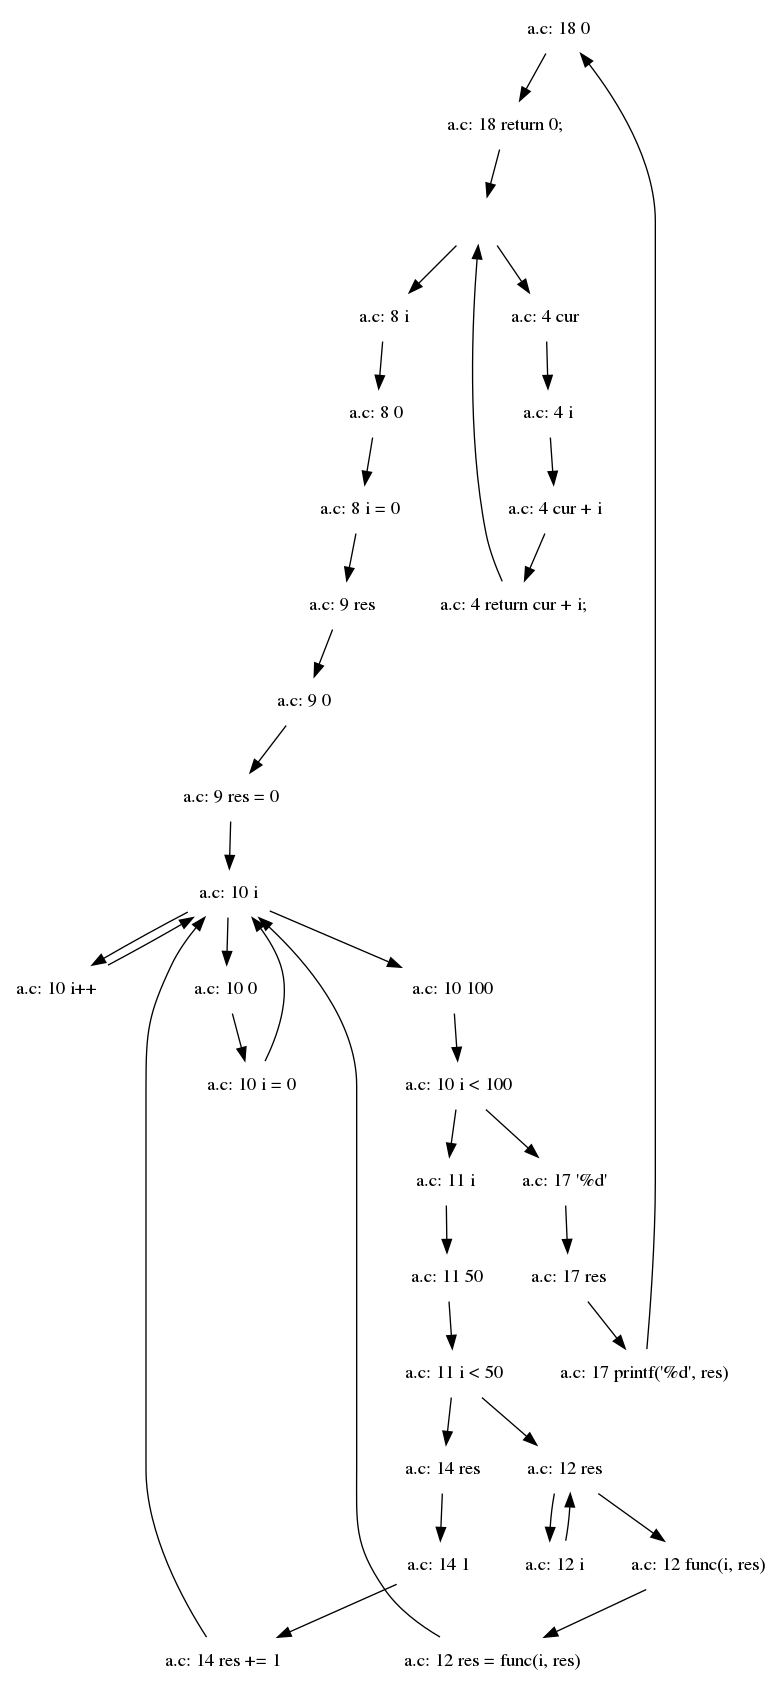 a.c: 18 0
a.c: 18 return 0;
a.c: 8 i
a.c: 4 cur
a.c: 8 0
a.c: 4 i
a.c: 8 i = 0
a.c: 4 cur + i
a.c: 9 res
a.c: 4 return cur + i;
a.c: 9 0
a.c: 9 res = 0
a.c: 10 i
a.c: 10 i++
a.c: 10 0
a.c: 10 100
a.c: 10 i = 0
a.c: 10 i < 100
a.c: 11 i
a.c: 17 '%d'
a.c: 11 50
a.c: 17 res
a.c: 11 i < 50
a.c: 17 printf('%d', res)
a.c: 14 res
a.c: 12 res
a.c: 14 1
a.c: 12 i
a.c: 12 func(i, res)
a.c: 14 res += 1
a.c: 12 res = func(i, res)